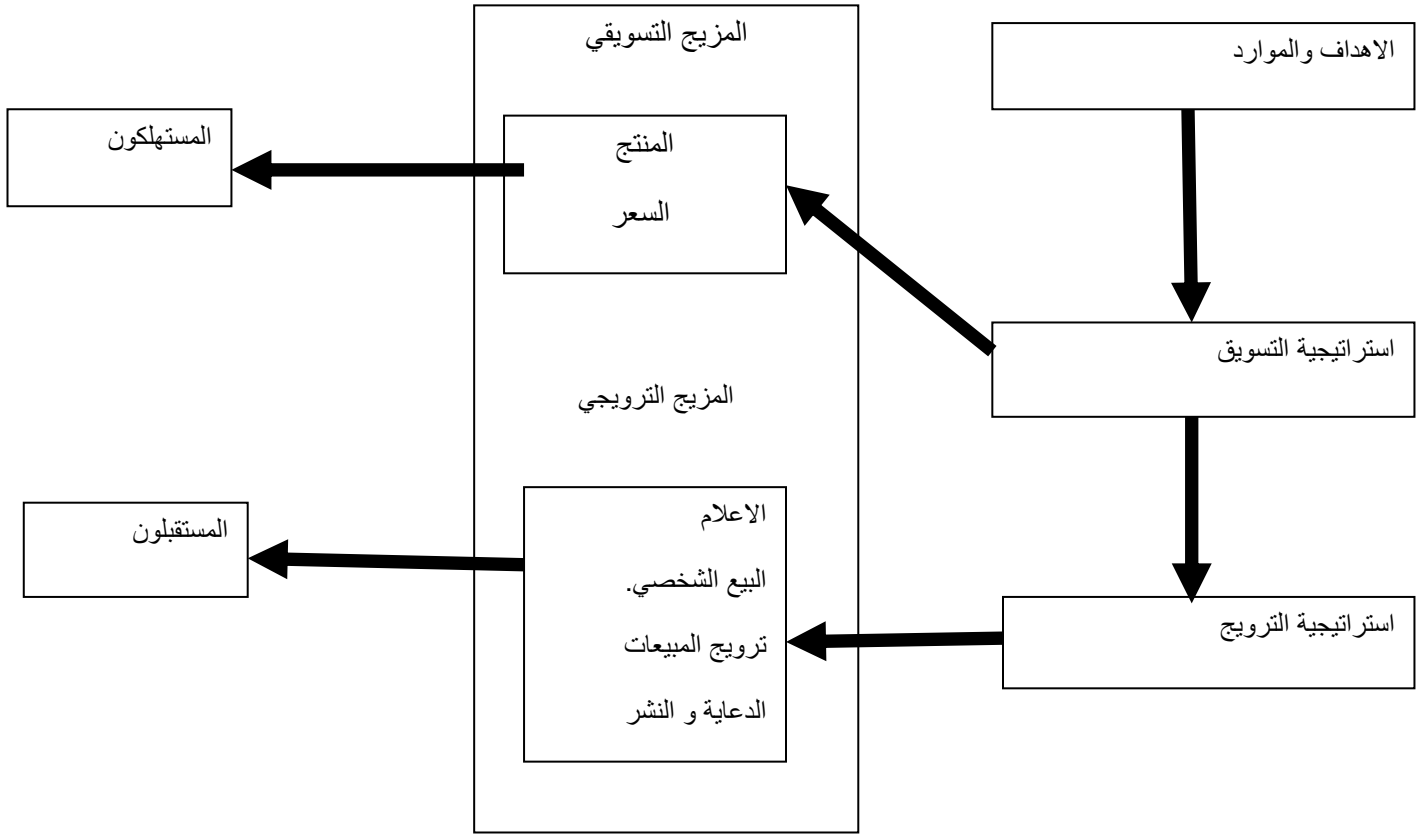 الاهداف والموارد
استراتيجية التسويق
استراتيجية الترويج
المزيج التسويقي
المنتج
السعر
المزيج الترويجي
الاعلام
البيع الشخصي.
ترويج المبيعات
الدعاية و النشر
المستهلكون
المستقبلون